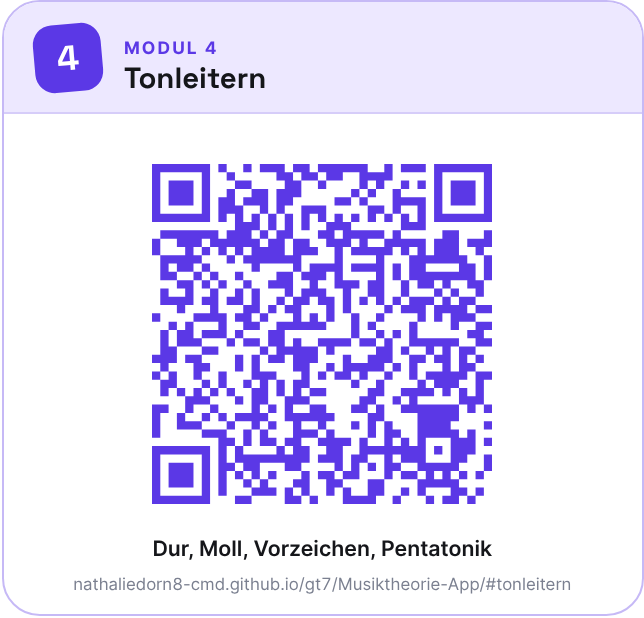 4
MODUL 4
Tonleitern
Dur, Moll, Vorzeichen, Pentatonik
nathaliedorn8-cmd.github.io/gt7/Musiktheorie-App/#tonleitern